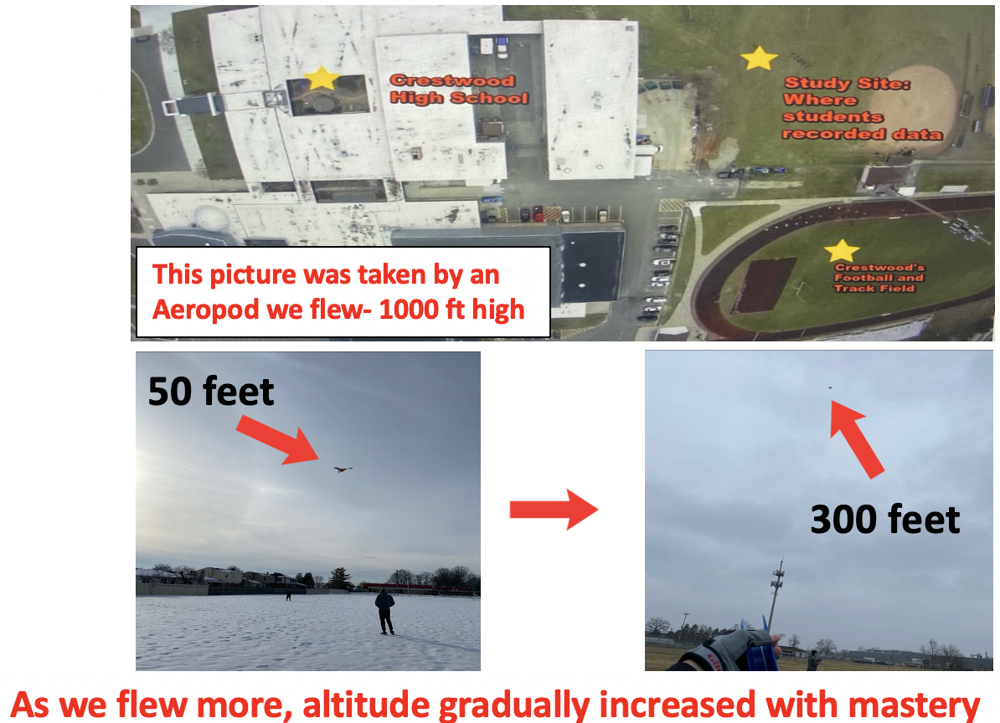 Crestwood
High School
Study Site:
Where
students
recorded data
Crestwood's
Football and
Track Field
This picture was taken by an
Aeropod we flew- 1000 ft high
50 feet
300 feet
As we flew more, altitude gradually increased with mastery